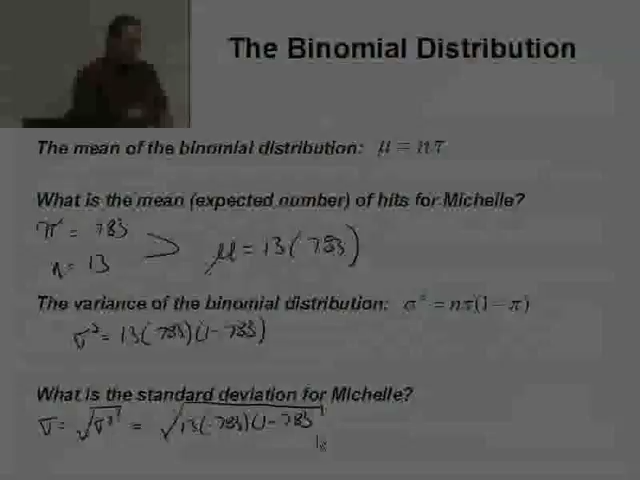 The Binomial Distribution
The mean of the binomial distribution: μ = nπ
What is the mean (expected number) of hits for Michelle?
π = .783
n = 13
μ = 13(.783)
The variance of the binomial distribution: σ² = nπ(1 − π)
σ² = 13(.783)(1 − .783)
What is the standard deviation for Michelle?
σ = √σ² = √13(.783)(1 − .783)